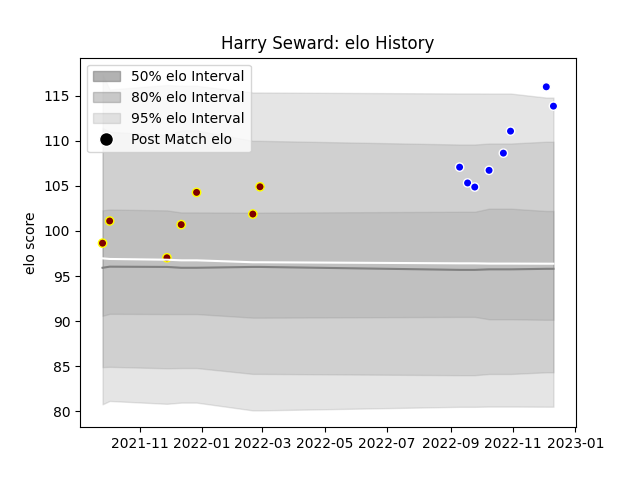 Harry Seward: elo History
50% elo Interval
80% elo Interval
95% elo Interval
Post Match elo
elo score
115
110
105
100
95
90
85
80
2021-11 2022-01 2022-03 2022-05 2022-07 2022-09 2022-11 2023-01